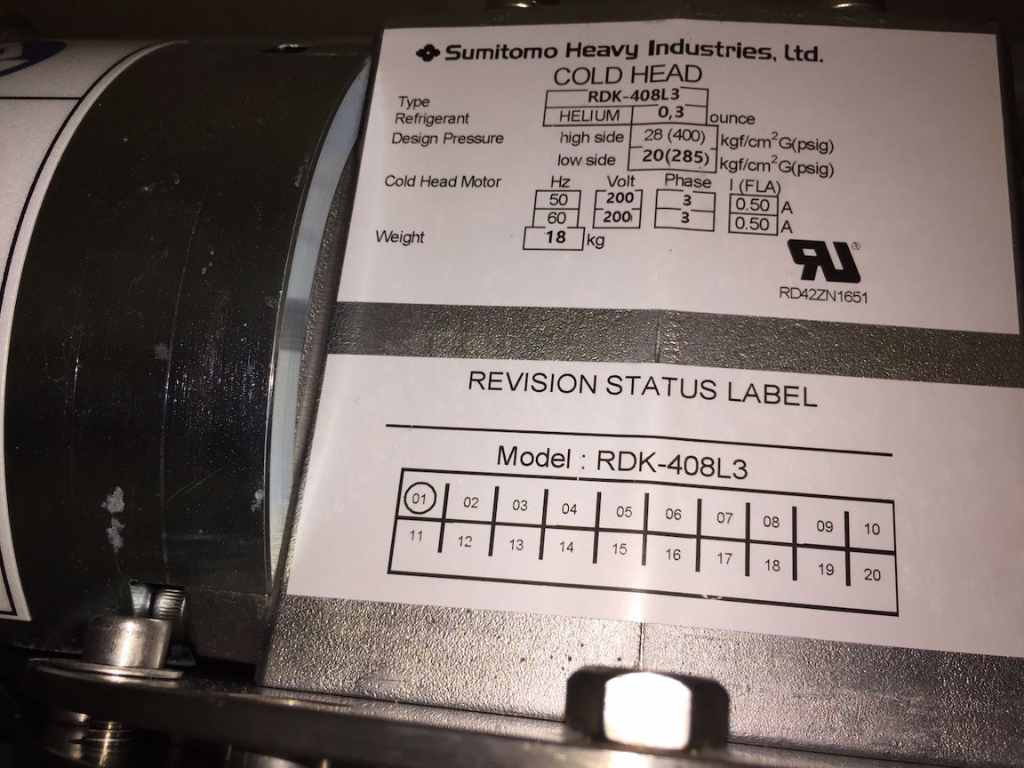 Sumitomo Heavy Industries, Ltd.
COLD HEAD
Type RDK-408L3
Refrigerant HELIUM 0,3 ounce
Design Pressure high side 28 (400) kgf/cm²G(psig)
low side 20(285) kgf/cm²G(psig)
Cold Head Motor Hz Volt Phase I (FLA)
50 200 3 0.50 A
60 200 3 0.50 A
Weight 18 kg
RU®
RD42ZN1651
REVISION STATUS LABEL
Model : RDK-408L3
01 02 03 04 05 06 07 08 09 10
11 12 13 14 15 16 17 18 19 20